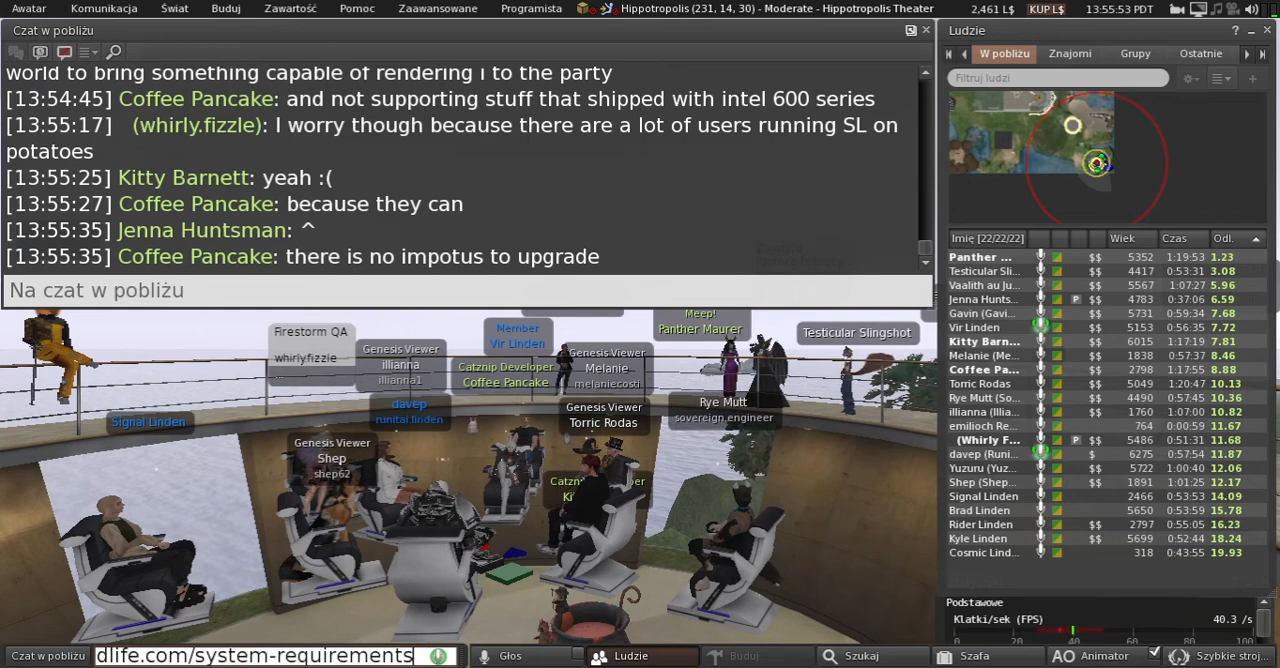 Awatar Komunikacja Świat Buduj Zawartość Pomoc Zaawansowane Programista Hippotropolis (231, 14, 30) - Moderate - Hippotropolis Theater 2,461 L$ KUP L$ 13:55:53 PDT
Czat w pobliżu
world to bring something capable of rendering i to the party
[13:54:45] Coffee Pancake: and not supporting stuff that shipped with intel 600 series
[13:55:17] (whirly.fizzle): I worry though because there are a lot of users running SL on
potatoes
[13:55:25] Kitty Barnett: yeah :(
[13:55:27] Coffee Pancake: because they can
[13:55:35] Jenna Huntsman: ^
[13:55:35] Coffee Pancake: there is no impotus to upgrade
Na czat w pobliżu
Ludzie
W pobliżu Znajomi Grupy Ostatnie
Filtruj ludzi
Imię [22/22/22] Wiek Czas Odl.
Panther ... $$ 5352 1:19:53 1.23
Testicular Sli... $$ 4417 0:53:31 3.08
Vaalith au Ju... $$ 5567 1:07:27 5.96
Jenna Hunts... P $$ 4783 0:37:06 6.59
Gavin (Gavi... $$ 5731 0:59:34 7.68
Vir Linden $$ 5153 0:56:35 7.72
Kitty Barn... $$ 6015 1:17:19 7.81
Melanie (Me... 1838 0:57:37 8.46
Coffee Pa... $$ 2798 1:17:55 8.88
Torric Rodas $$ 5049 1:20:47 10.13
Rye Mutt (So... $$ 4490 0:57:45 10.36
illianna (Illia... $$ 1760 1:07:00 10.82
emilioch Re... 764 0:00:59 11.67
(Whirly F... P $$ 5486 0:51:31 11.68
davep (Runi... $ 6275 0:57:54 11.87
Yuzuru (Yuz... $$ 5722 1:00:40 12.06
Shep (Shep... $$ 1891 1:01:25 12.17
Signal Linden 2466 0:53:53 14.09
Brad Linden 5650 0:53:59 15.78
Rider Linden $$ 2797 0:55:05 16.23
Kyle Linden $$ 5699 0:52:44 18.24
Cosmic Lind... 318 0:43:55 19.93
Podstawowe
Klatki/sek (FPS) 40.3 /s
0 20 40 60 80 100
Meep!
Panther Maurer
Testicular Slingshot
Firestorm QA
whirlyfizzle
Member
Vir Linden
Genesis Viewer
illianna
illianna1
Catznip Developer
Coffee Pancake
Genesis Viewer
Melanie
melaniecosti
Signal Linden
davep
runitai linden
Genesis Viewer
Torric Rodas
Rye Mutt
sovereign.engineer
Genesis Viewer
Shep
shep62
Czat w pobliżu dlife.com/system-requirements Głos Ludzie Buduj Szukaj Szafa AO Animator Szybkie stroj...